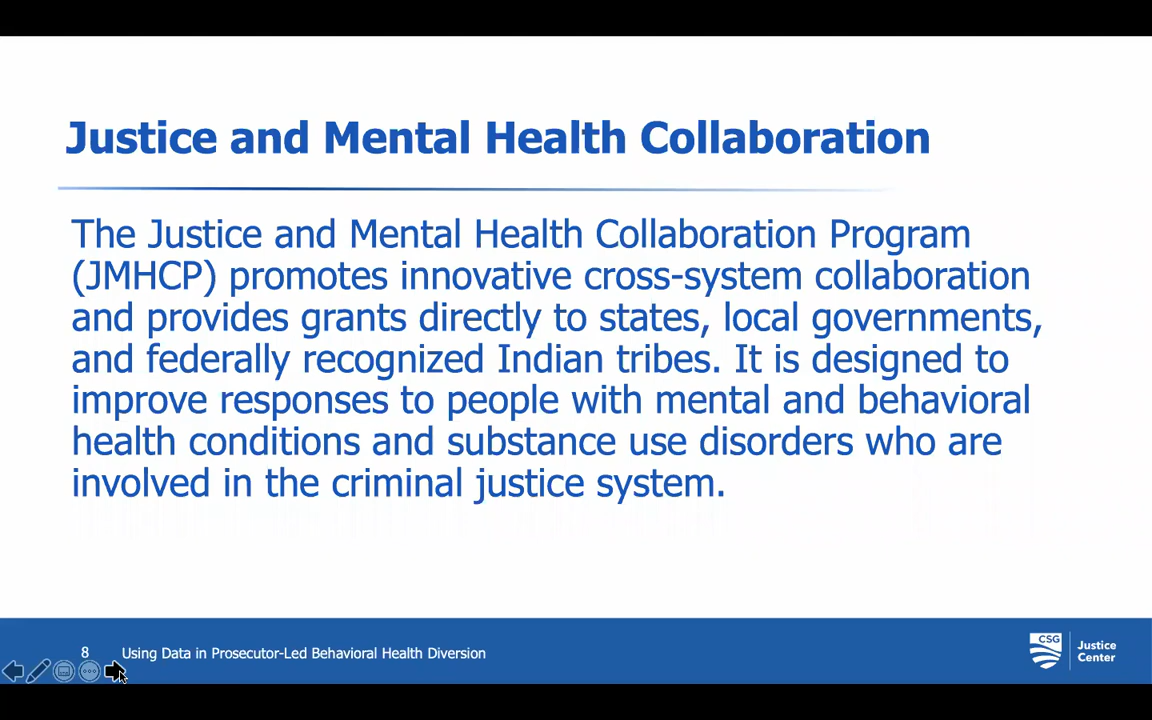 Justice and Mental Health Collaboration
The Justice and Mental Health Collaboration Program
(JMHCP) promotes innovative cross-system collaboration
and provides grants directly to states, local governments,
and federally recognized Indian tribes. It is designed to
improve responses to people with mental and behavioral
health conditions and substance use disorders who are
involved in the criminal justice system.
8 Using Data in Prosecutor-Led Behavioral Health Diversion
CSG Justice
Center